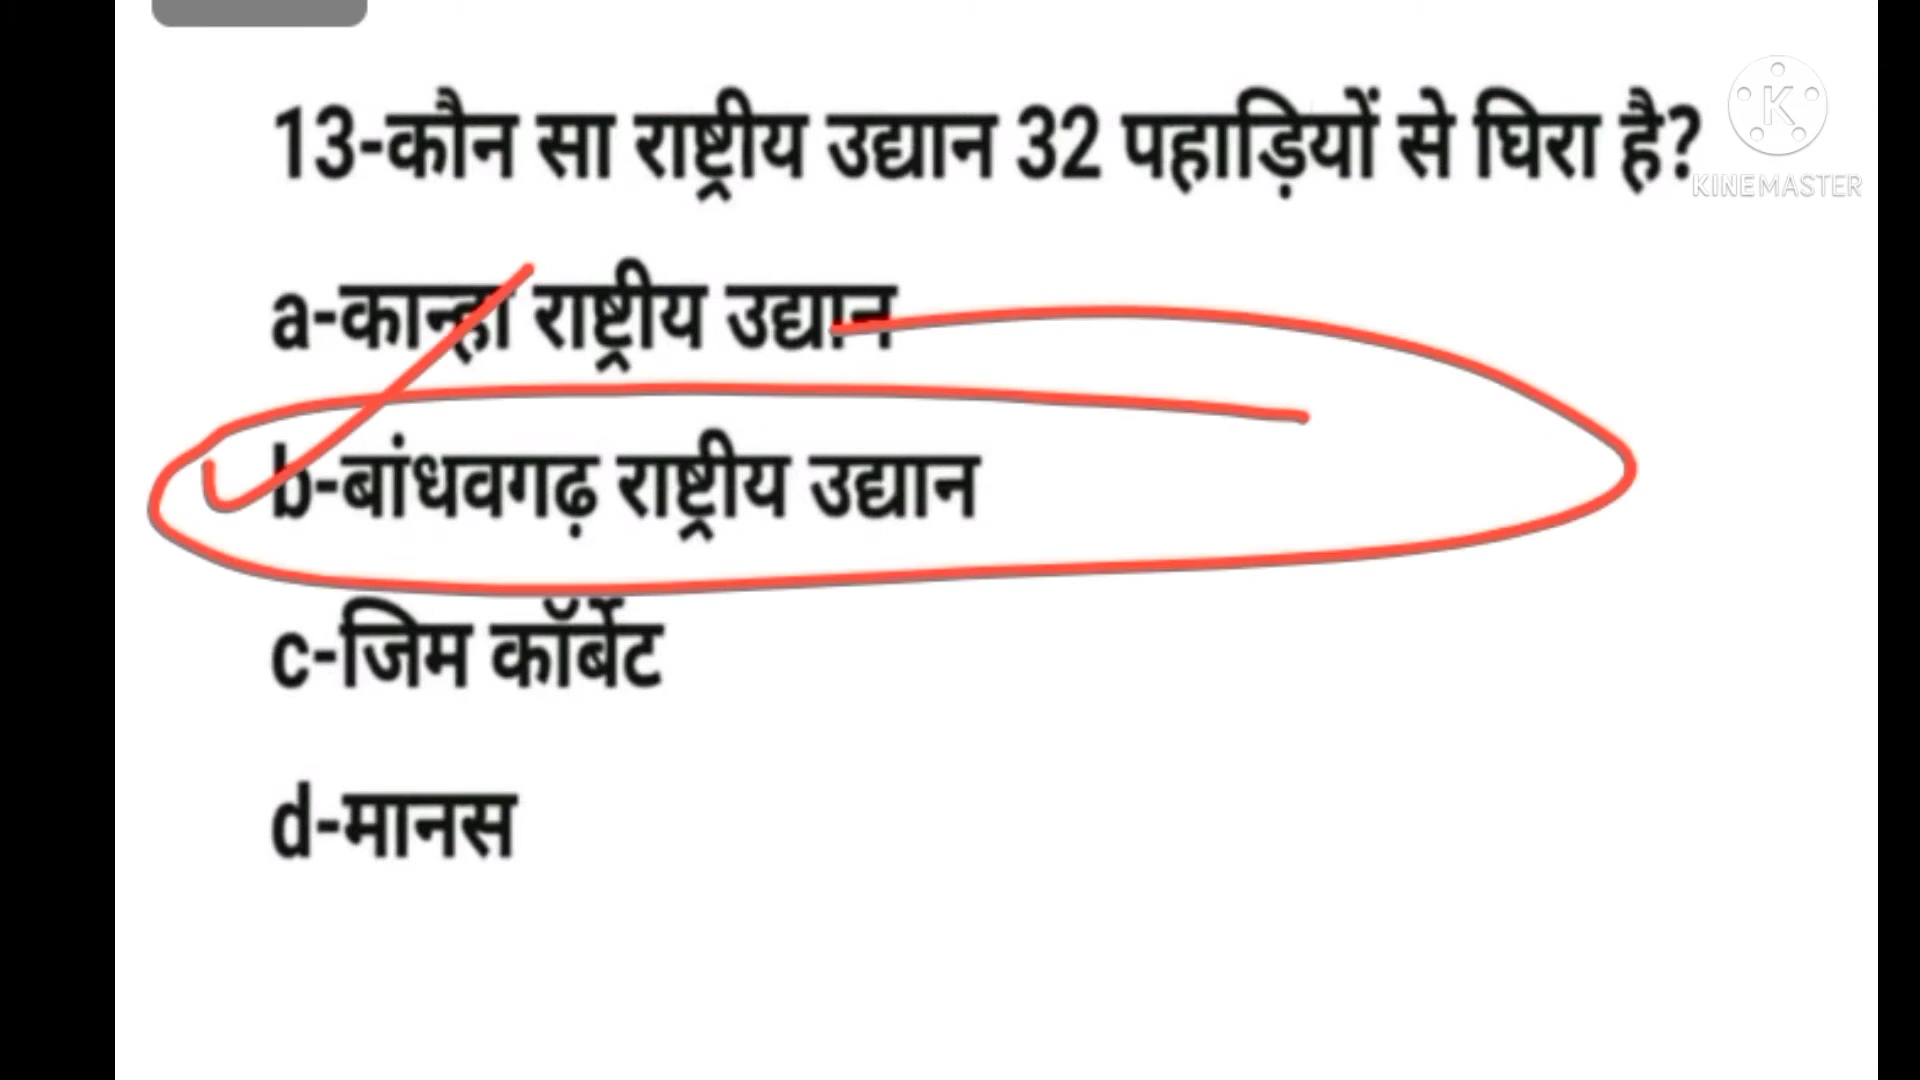 13-कौन सा राष्ट्रीय उद्यान 32 पहाड़ियों से घिरा है?
KINEMASTER
a-कान्हा राष्ट्रीय उद्यान
b-बांधवगढ़ राष्ट्रीय उद्यान
c-जिम कॉर्बेट
d-मानस